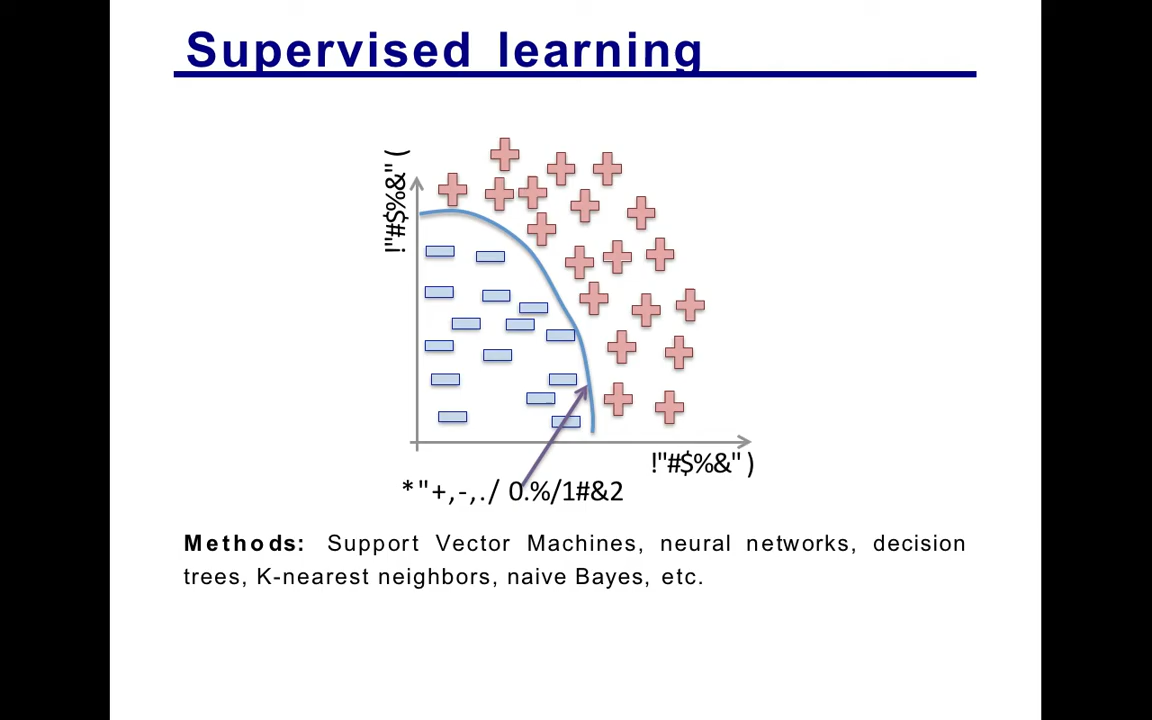 Supervised learning
!"#$%&"(
!"#$%&")
*"+,-,./ 0.%/1#&2
Methods: Support Vector Machines, neural networks, decision
trees, K-nearest neighbors, naive Bayes, etc.